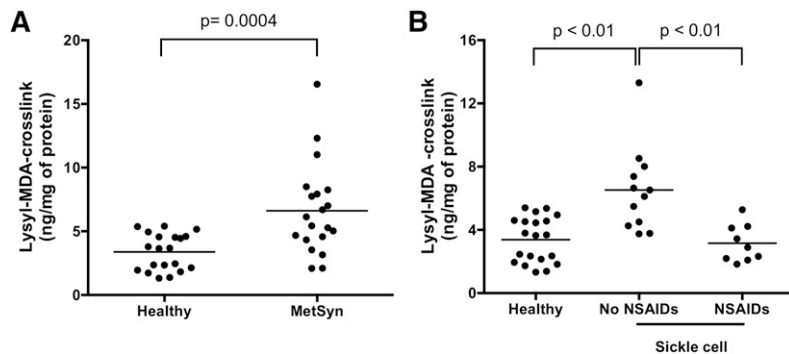 A
p= 0.0004
Lysyl-MDA-crosslink
(ng/mg of protein)
20
15
10
5
0
Healthy
MetSyn
B
p < 0.01
p < 0.01
Lysyl-MDA -crosslink
(ng/mg of protein)
16
12
8
4
0
Healthy
No NSAIDs
NSAIDs
Sickle cell